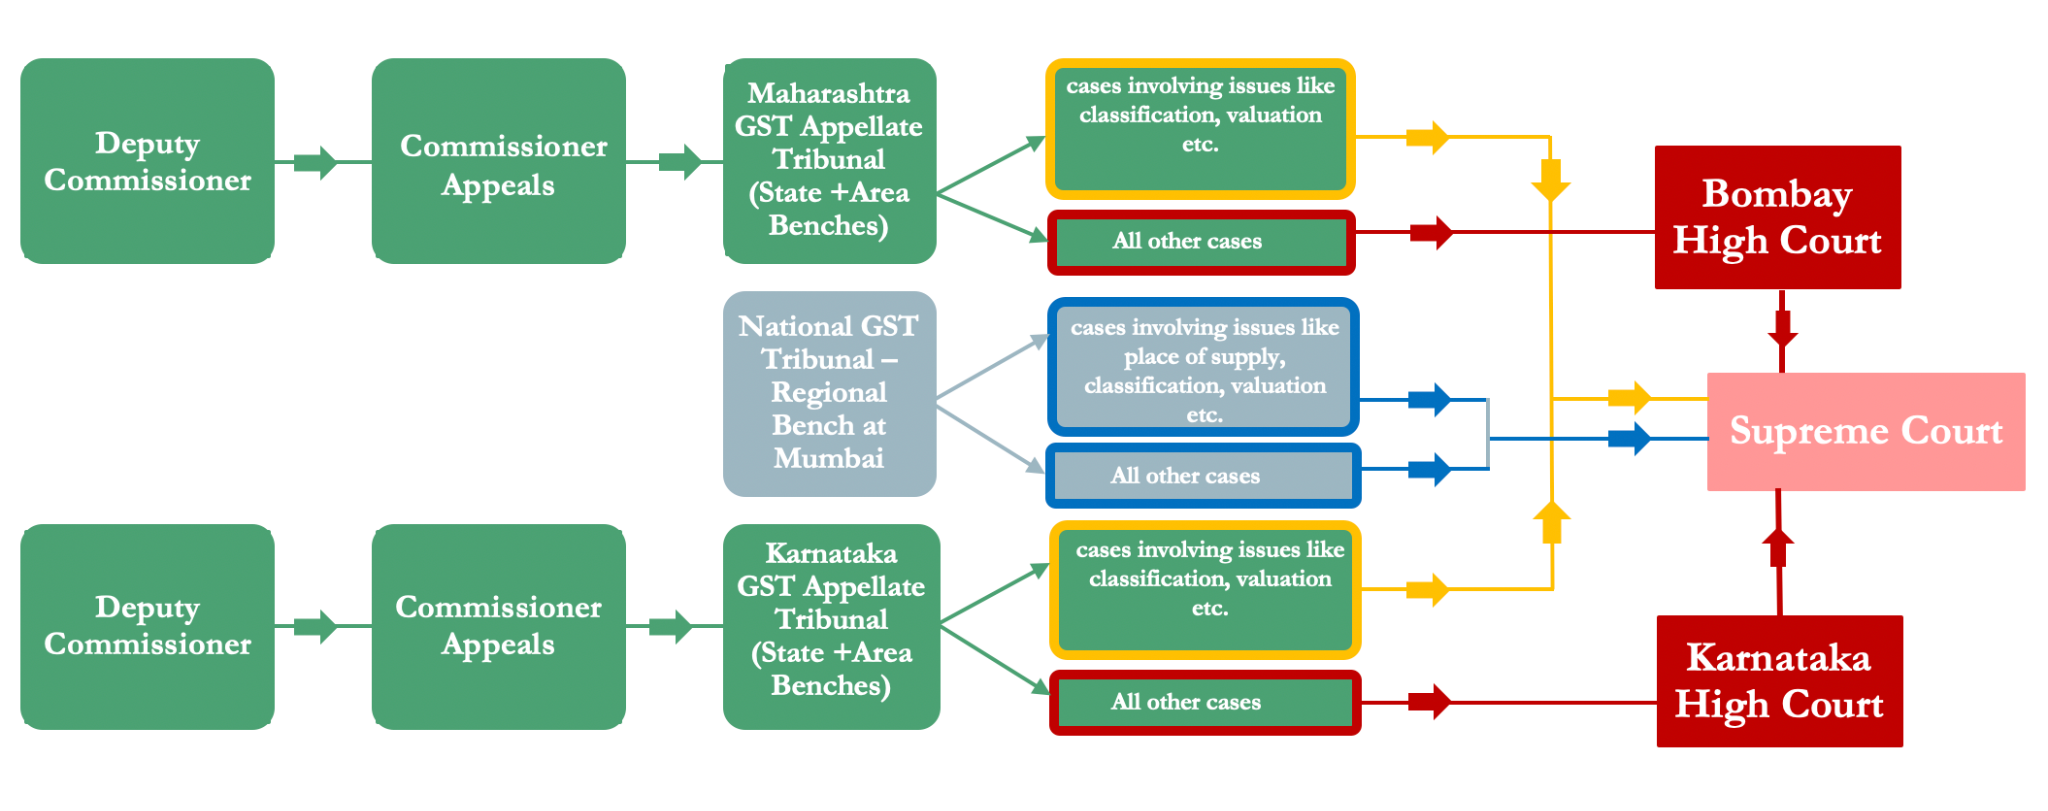 Deputy
Commissioner
Commissioner
Appeals
Maharashtra
GST Appellate
Tribunal
(State +Area
Benches)
cases involving issues like
classification, valuation
etc.
All other cases
Bombay
High Court
National GST
Tribunal –
Regional
Bench at
Mumbai
cases involving issues like
place of supply,
classification, valuation
etc.
All other cases
Supreme Court
Deputy
Commissioner
Commissioner
Appeals
Karnataka
GST Appellate
Tribunal
(State +Area
Benches)
cases involving issues like
classification, valuation
etc.
All other cases
Karnataka
High Court